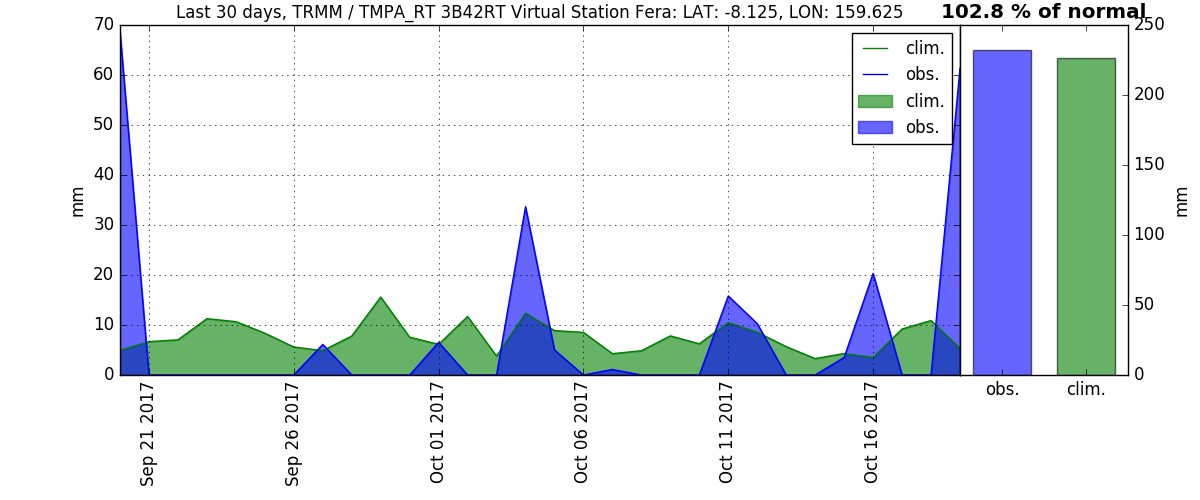 Last 30 days, TRMM / TMPA_RT 3B42RT Virtual Station Fera: LAT: -8.125, LON: 159.625
102.8 % of normal
70
60
50
40
30
20
10
0
mm
clim.
obs.
clim.
obs.
250
200
150
100
50
0
mm
obs.
clim.
Sep 21 2017
Sep 26 2017
Oct 01 2017
Oct 06 2017
Oct 11 2017
Oct 16 2017